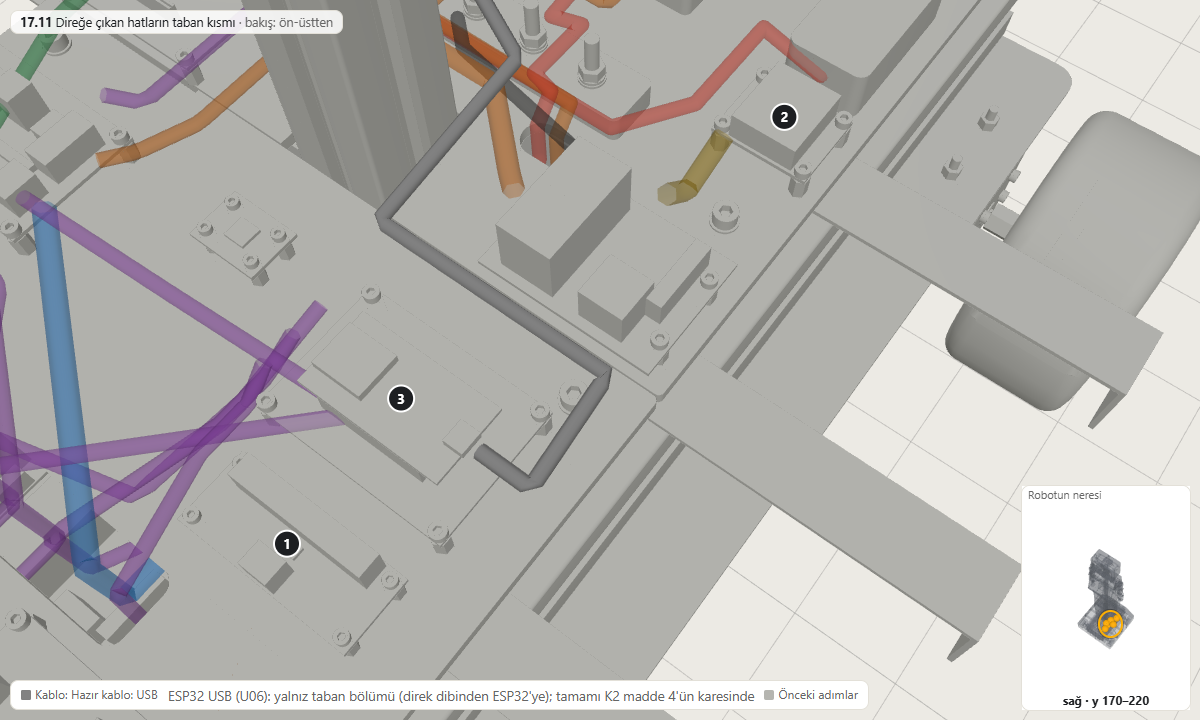 17.11 Direğe çıkan hatların taban kısmı · bakış: ön-üstten
2
3
1
Robotun neresi
sağ · y 170–220
Kablo: Hazır kablo: USB ESP32 USB (U06): yalnız taban bölümü (direk dibinden ESP32'ye); tamamı K2 madde 4'ün karesinde Önceki adımlar